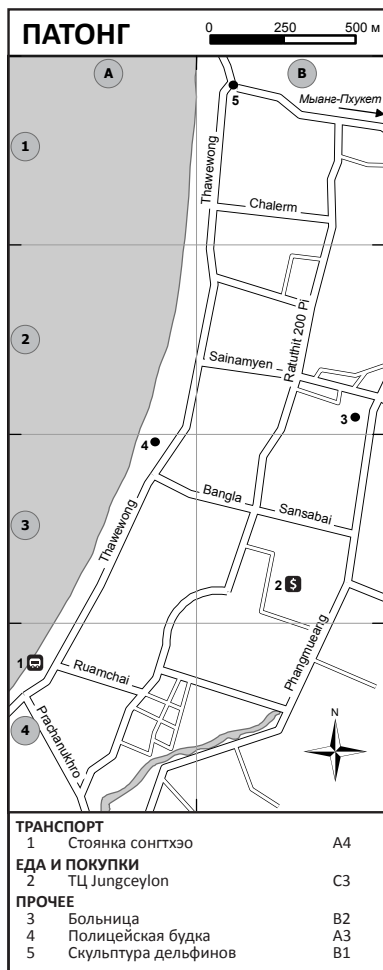 ПАТОНГ
0 250 500 м
A B
5
Мыанг-Пхукет
1
Thawewong
Chalerm
2
Ratuthit 200 Pi
Sainamyen
3
4
Bangla
Sansabai
3
Thawewong
2 $
Phangmueang
1
Ruamchai
Prachanukhro
4
N
ТРАНСПОРТ
1 Стоянка сонгтхэо A4
ЕДА И ПОКУПКИ
2 ТЦ Jungceylon C3
ПРОЧЕЕ
3 Больница B2
4 Полицейская будка A3
5 Скульптура дельфинов B1